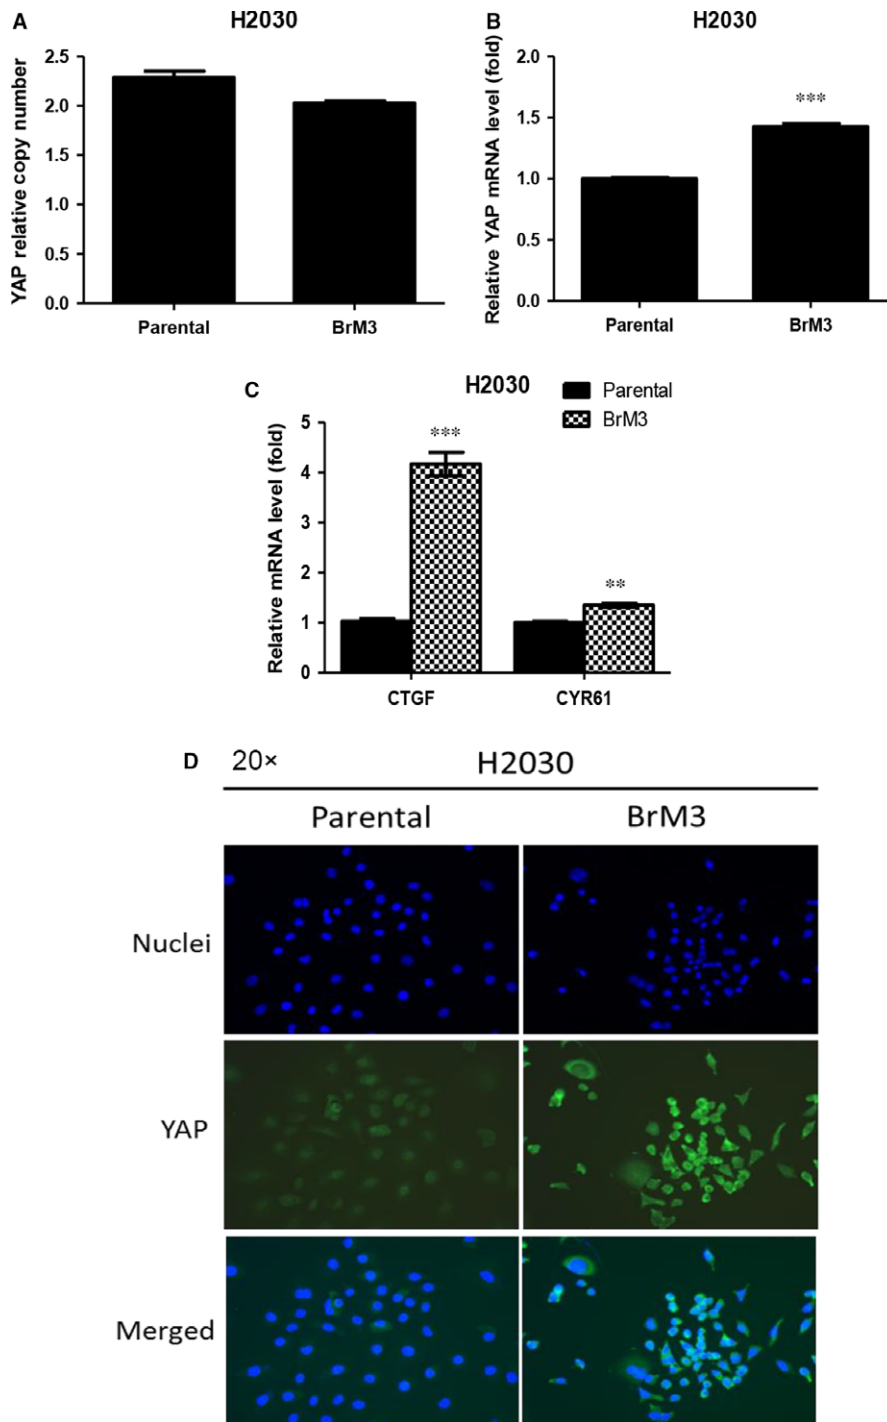 A
H2030
YAP relative copy number
2.5
2.0
1.5
1.0
0.5
0.0
Parental
BrM3
B
H2030
Relative YAP mRNA level (fold)
2.0
1.5
1.0
0.5
0.0
***
Parental
BrM3
C
H2030
Parental
BrM3
Relative mRNA level (fold)
5
4
3
2
1
0
***
**
CTGF
CYR61
D
20×
H2030
Parental
BrM3
Nuclei
YAP
Merged